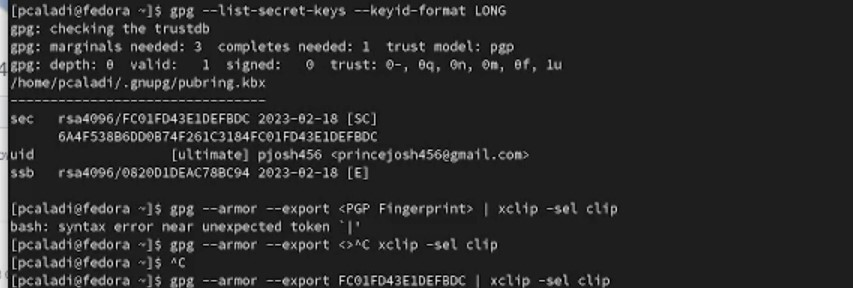 [pcaladi@fedora ~]$ gpg --list-secret-keys --keyid-format LONG
gpg: checking the trustdb
gpg: marginals needed: 3  completes needed: 1  trust model: pgp
gpg: depth: 0  valid:   1  signed:   0  trust: 0-, 0q, 0n, 0m, 0f, 1u
/home/pcaladi/.gnupg/pubring.kbx
--------------------------------
sec   rsa4096/FC01FD43E1DEFBDC 2023-02-18 [SC]
      6A4F538B6DD0B74F261C3184FC01FD43E1DEFBDC
uid                 [ultimate] pjosh456 <princejosh456@gmail.com>
ssb   rsa4096/0820D1DEAC78BC94 2023-02-18 [E]
[pcaladi@fedora ~]$ gpg --armor --export <PGP Fingerprint> | xclip -sel clip
bash: syntax error near unexpected token `|'
[pcaladi@fedora ~]$ gpg --armor --export <>^C xclip -sel clip
[pcaladi@fedora ~]$ ^C
[pcaladi@fedora ~]$ gpg --armor --export FC01FD43E1DEFBDC | xclip -sel clip